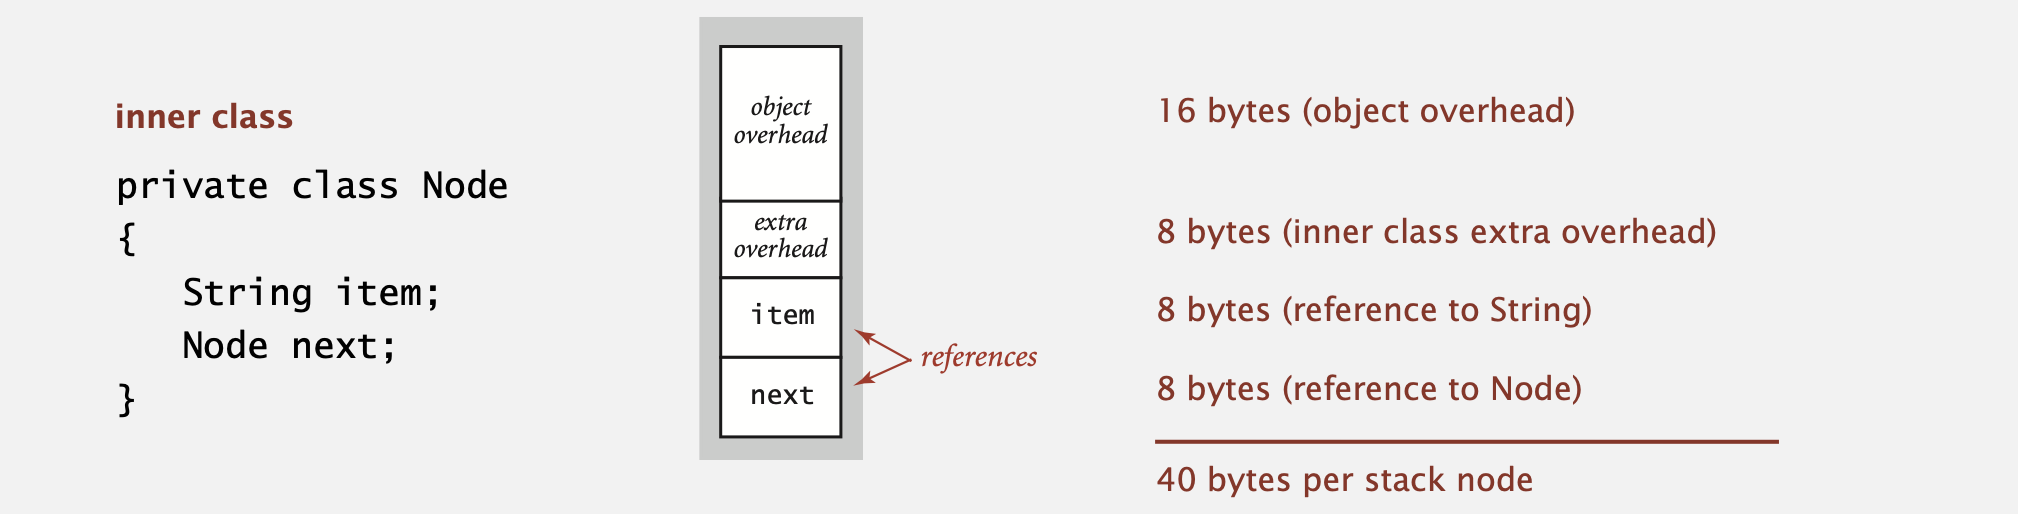 inner class
private class Node
{
String item;
Node next;
}
object
overhead
extra
overhead
item
next
references
16 bytes (object overhead)
8 bytes (inner class extra overhead)
8 bytes (reference to String)
8 bytes (reference to Node)
40 bytes per stack node